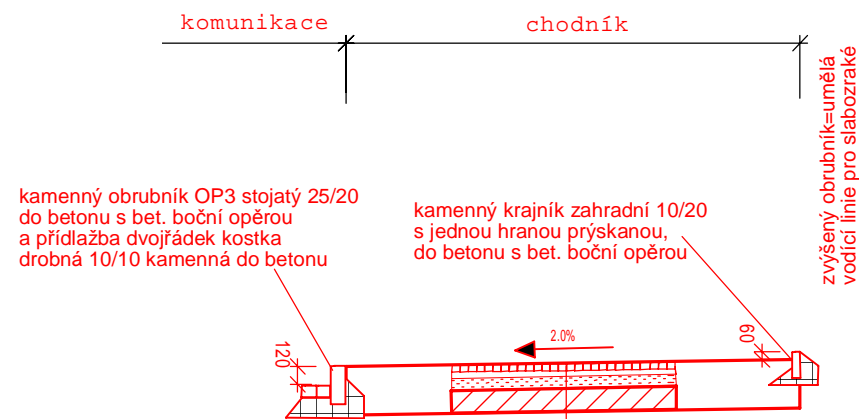 komunikace
chodník
zvýšený obrubník=umělá
vodící linie pro slabozraké
kamenný obrubník OP3 stojatý 25/20
do betonu s bet. boční opěrou
a přídlažba dvojřádek kostka
drobná 10/10 kamenná do betonu
kamenný krajník zahradní 10/20
s jednou hranou prýskanou,
do betonu s bet. boční opěrou
120
2.0%
60